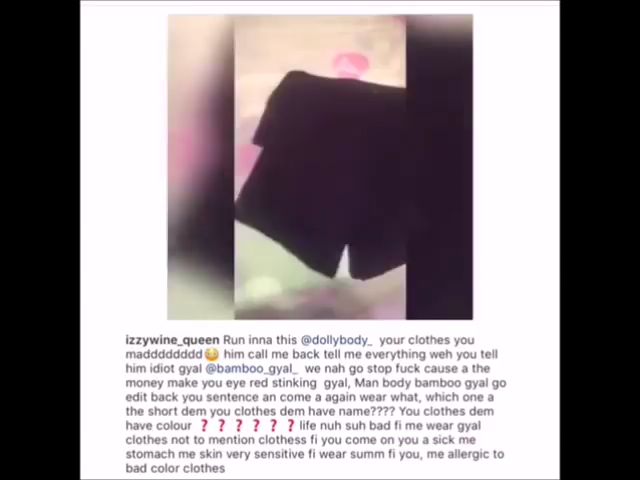 izzywine_queen Run inna this @dollybody_ your clothes you
madddddddd😳 him call me back tell me everything weh you tell
him idiot gyal @bamboo_gyal_ we nah go stop fuck cause a the
money make you eye red stinking gyal, Man body bamboo gyal go
edit back you sentence an come a again wear what, which one a
the short dem you clothes dem have name???? You clothes dem
have colour ❓❓❓❓❓❓life nuh suh bad fi me wear gyal
clothes not to mention clothess fi you come on you a sick me
stomach me skin very sensitive fi wear summ fi you, me allergic to
bad color clothes